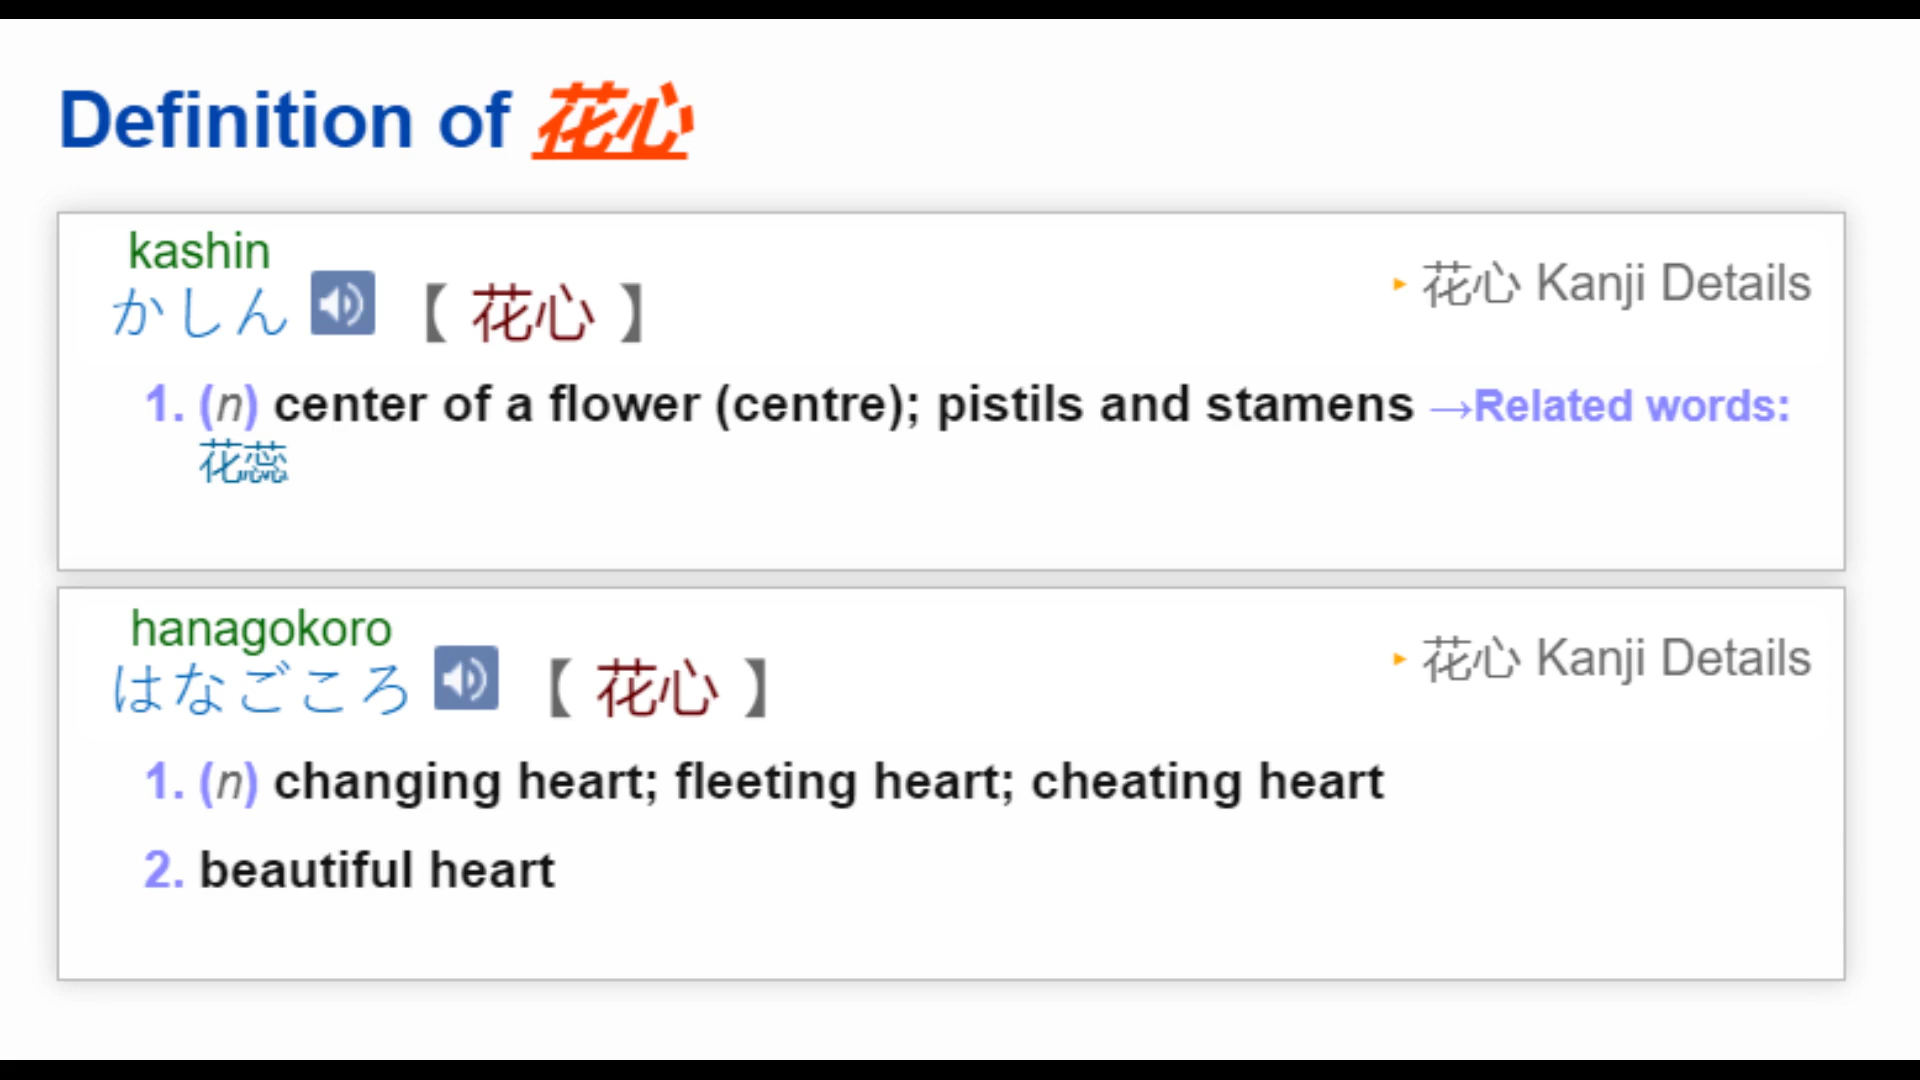 Definition of 花心
kashin
かしん 【 花心 】
▸ 花心 Kanji Details
1. (n) center of a flower (centre); pistils and stamens →Related words:
花蕊
hanagokoro
はなごころ 【 花心 】
▸ 花心 Kanji Details
1. (n) changing heart; fleeting heart; cheating heart
2. beautiful heart